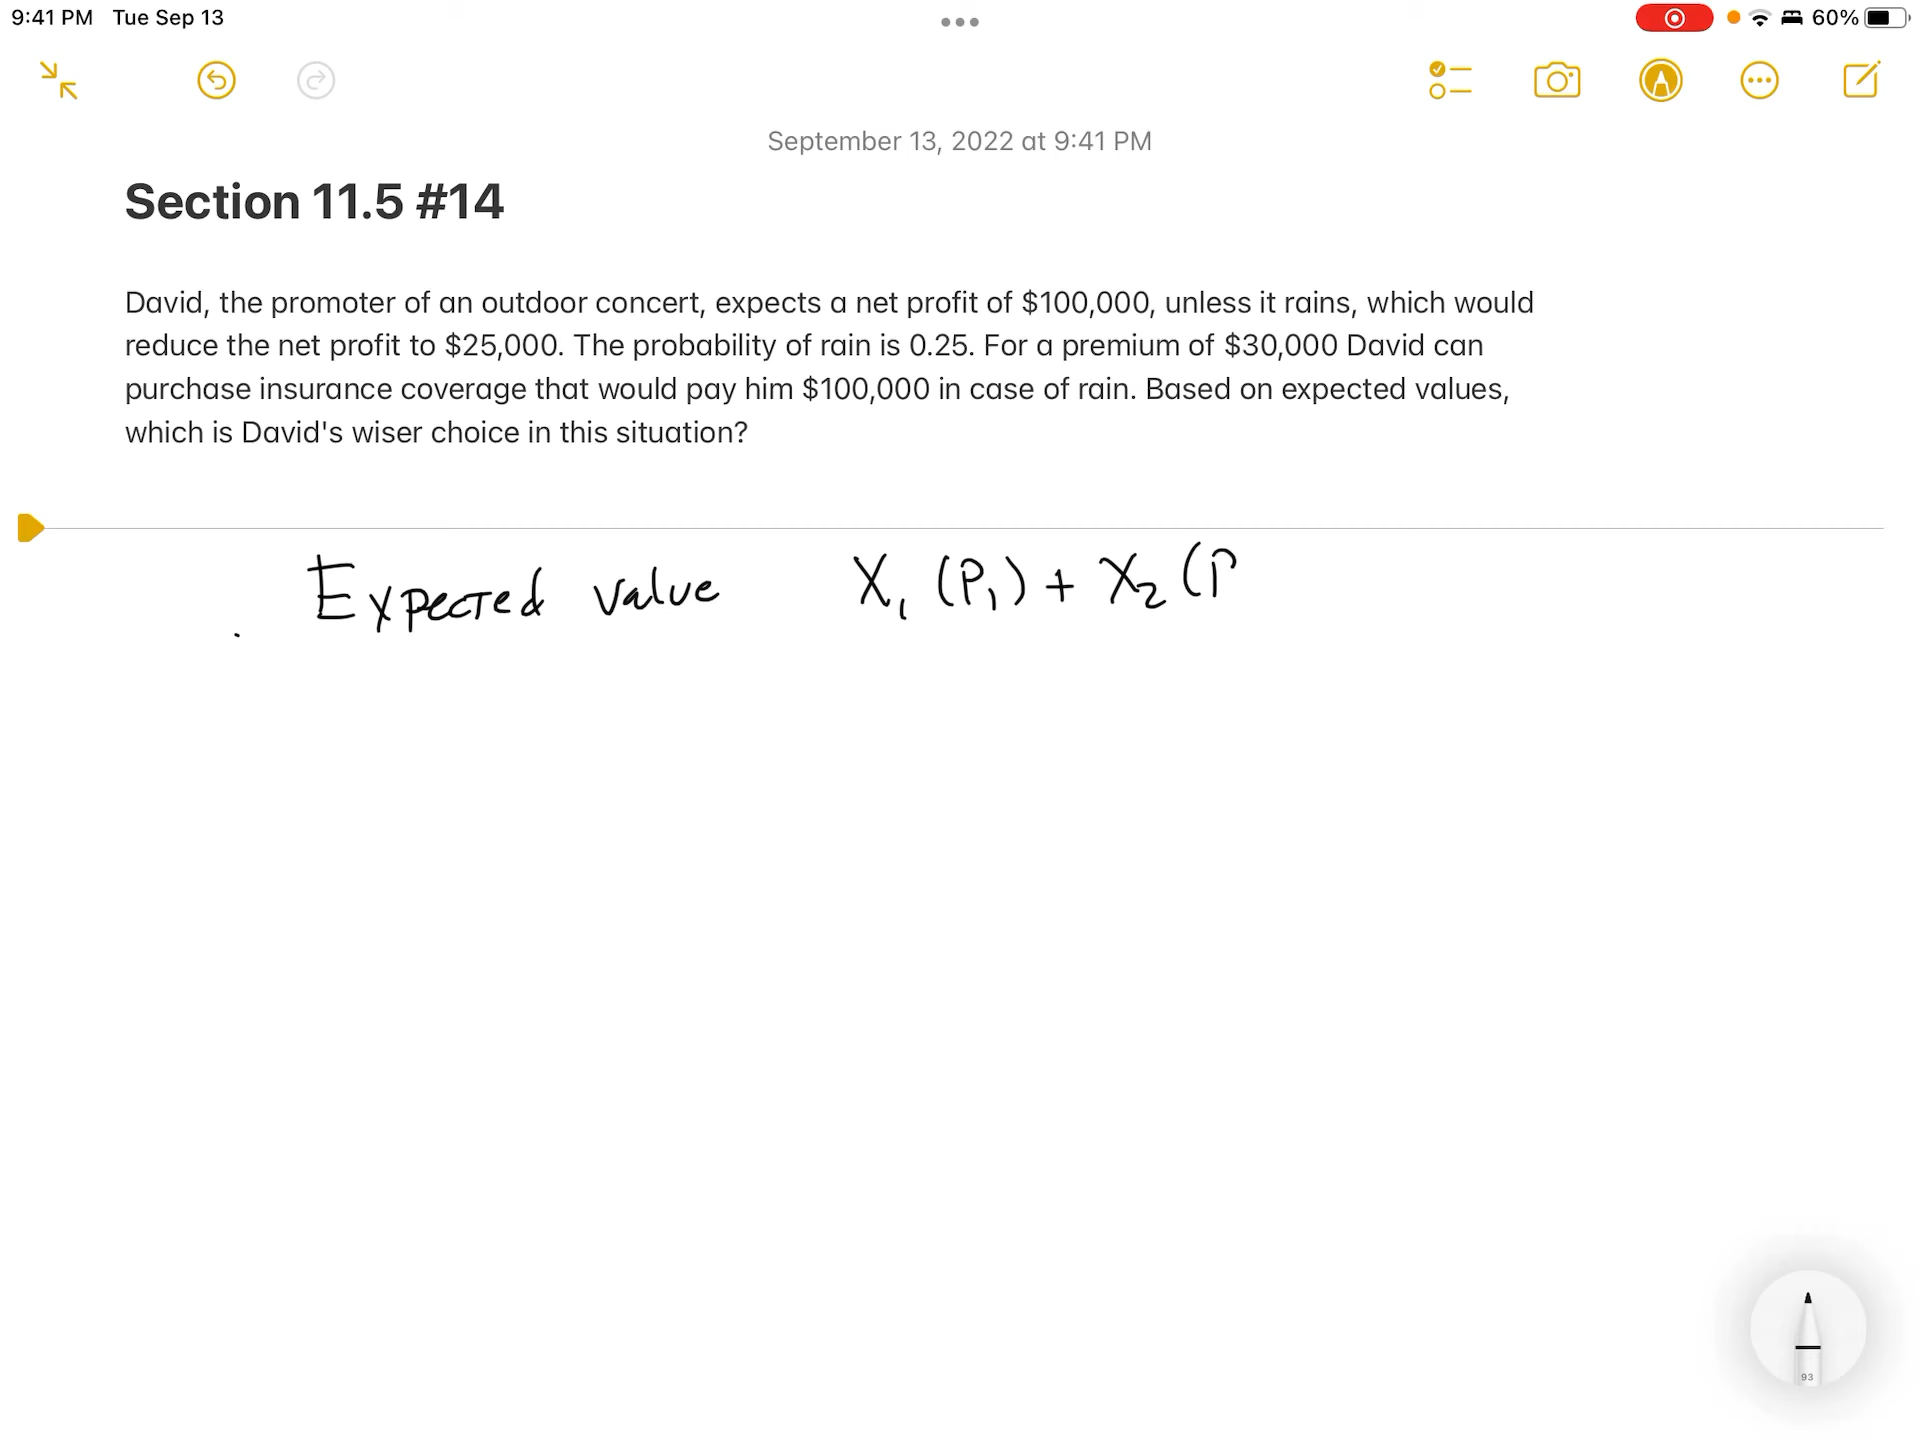 9:41 PM Tue Sep 13 60%
September 13, 2022 at 9:41 PM
Section 11.5 #14
David, the promoter of an outdoor concert, expects a net profit of $100,000, unless it rains, which would
reduce the net profit to $25,000. The probability of rain is 0.25. For a premium of $30,000 David can
purchase insurance coverage that would pay him $100,000 in case of rain. Based on expected values,
which is David's wiser choice in this situation?
Expected value X₁ (P₁) + X₂ (P
93